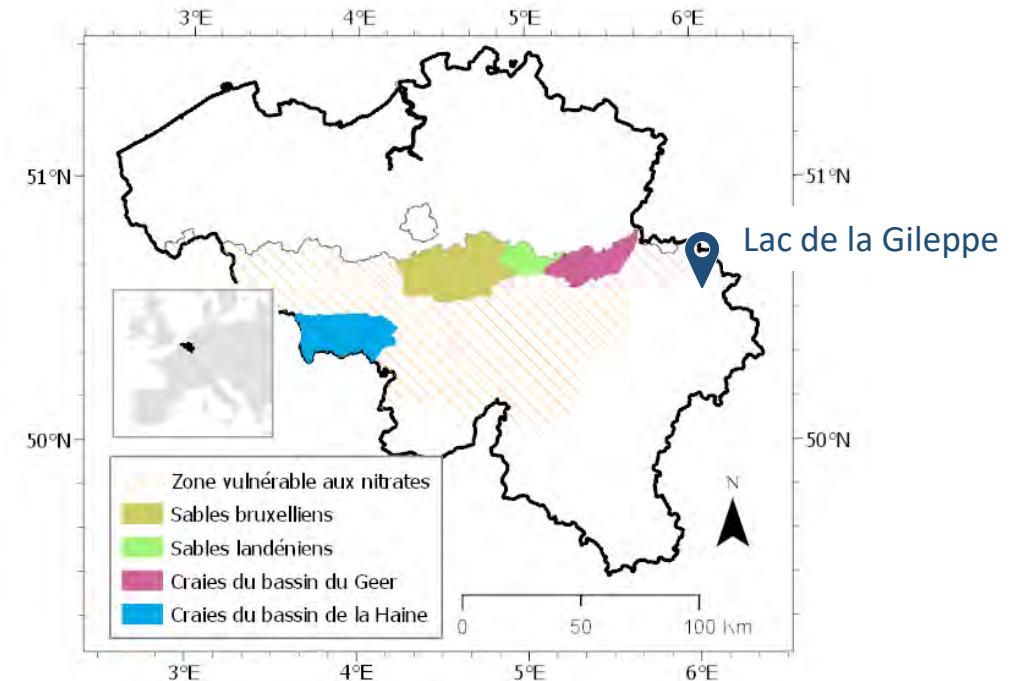 3°E 4°E 5°E 6°E
51°N 51°N
Lac de la Gileppe
50°N 50°N
Zone vulnérable aux nitrates
Sables bruxelliens
Sables landéniens
Craies du bassin du Geer
Craies du bassin de la Haine
N
0 50 100 Km
3°E 4°E 5°E 6°E